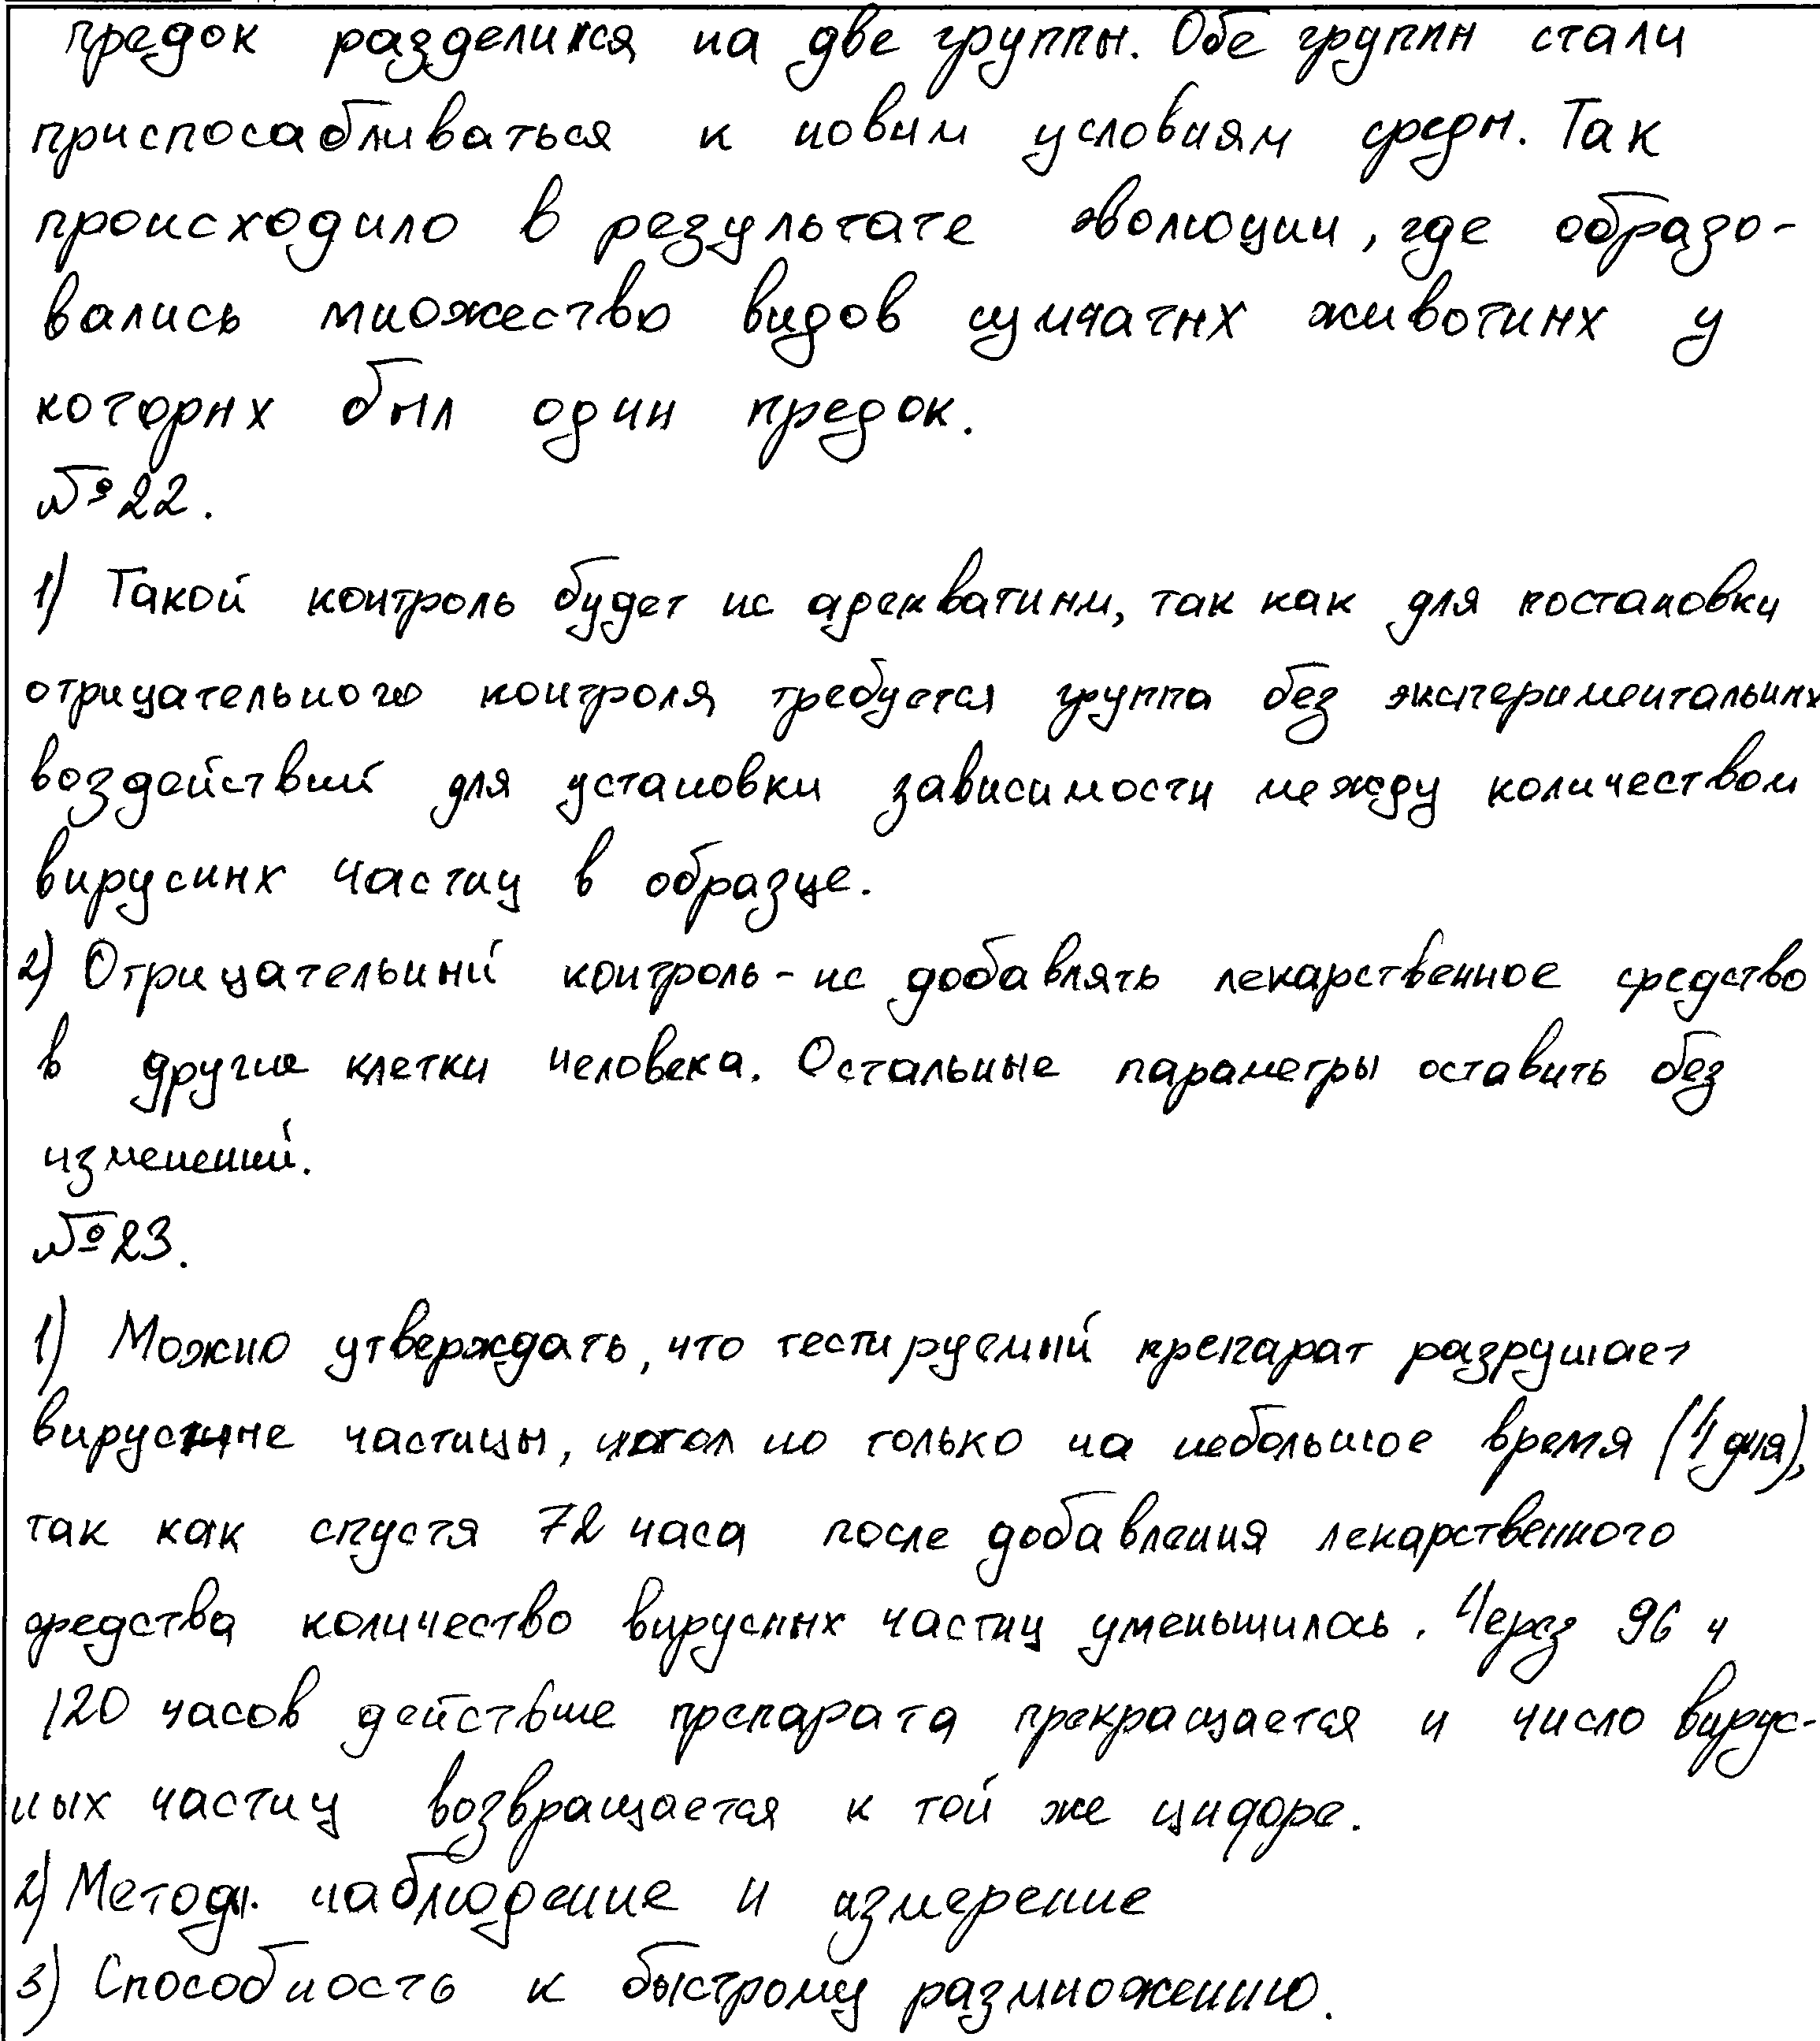 предок разделился на две группы. Обе группы стали
приспосабливаться к новым условиям среды. Так
происходило в результате эволюции, где образо-
вались множество видов сумчатых животных у
которых был один предок.
№22.
1) Такой контроль будет не адекватным, так как для постановки
отрицательного контроля требуется группа без экспериментальных
воздействий для установки зависимости между количеством
вирусных частиц в образце.
2) Отрицательный контроль - не добавлять лекарственное средство
в другие клетки человека. Остальные параметры оставить без
изменений.
№23.
1) Можно утверждать, что тестируемый препарат разрушает
вирусные частицы, но только на небольшое время (4 дня),
так как спустя 72 часа после добавления лекарственного
средства количество вирусных частиц уменьшилось. Через 96 и
120 часов действие препарата прекращается и число вирус-
ных частиц возвращается к той же цифре.
2) Методы: наблюдение и измерение
3) Способность к быстрому размножению.